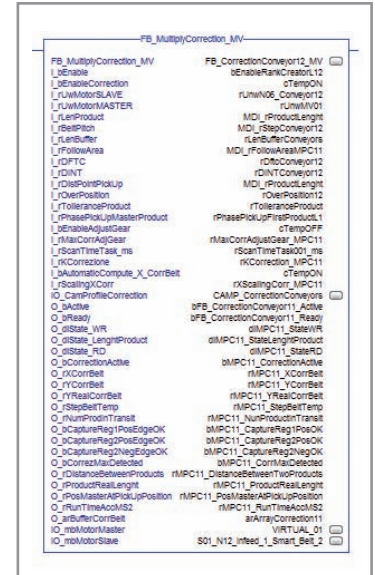 FB_MultiplyCorrection_MV
FB_MultiplyCorrection_MV FB_CorrectionConveyor12_MV
I_bEnable bEnableRankCreatorL12
I_bEnableCorrection cTempON
I_rUwMotorSLAVE rUnwN06_Conveyor12
I_rUwMotorMASTER rUnwMV01
I_rLenProduct MDI_rProductLenght
I_rBeltPitch MDI_rStepConveyor12
I_rLenBuffer rLenBufferConveyors
I_rFollowArea MDI_rFollowAreaMPC11
I_rDFTC rDftoConveyor12
I_rDINT rDINTConveyor12
I_rDistPointPickUp MDI_rProductLenght
I_rOverPosition rOverPosition12
I_rTolleranceProduct rTolleranceProduct
I_rPhasePickUpMasterProduct rPhasePickUpFirstProductL1
I_bEnableAdjustGear cTempOFF
I_rMaxCorrAdjGear rMaxCorrAdjustGear_MPC11
I_rScanTimeTask_ms rScanTimeTask001_ms
I_rKCorrezione rKCorrection_MPC11
I_bAutomaticCompute_X_CorrBelt cTempON
I_rScalingXCorr rXScalingCorr_MPC11
IO_CamProfileCorrection CAMP_CorrectionConveyors
O_bActive bFB_CorrectionConveyor11_Active
O_bReady bFB_CorrectionConveyor11_Ready
O_diState_WR diMPC11_StateWR
O_diState_LenghtProduct diMPC11_StateLenghtProduct
O_diState_RD diMPC11_StateRD
O_bCorrectionActive bMPC11_CorrectionActive
O_rXCorrBelt rMPC11_XCorrBelt
O_rYCorrBelt rMPC11_YCorrBelt
O_rYRealCorrBelt rMPC11_YRealCorrBelt
O_rStepBeltTemp rMPC11_StepBeltTemp
O_rNumProdInTransit rMPC11_NunProductInTransit
O_bCaptureReg1PosEdgeOK bMPC11_CaptureReg1PosOK
O_bCaptureReg2PosEdgeOK bMPC11_CaptureReg2PosOK
O_bCaptureReg2NegEdgeOK bMPC11_CaptureReg2NegOK
O_bCorrezMaxDetected bMPC11_CorrMaxDetected
O_rDistanceBetweenProducts rMPC11_DistanceBetweenTwoProducts
O_rProductRealLenght rMPC11_ProductRealLenght
O_rPosMasterAtPickUpPosition rMPC11_PosMasterAtPickUpPosition
O_rRunTimeAccMS2 rMPC11_RunTimeAccMS2
O_arBufferCorrBelt arArrayCorrection11
IO_mbMotorMaster VIRTUAL_01
IO_mbMotorSlave S01_N12_Infeed_1_Smart_Belt_2